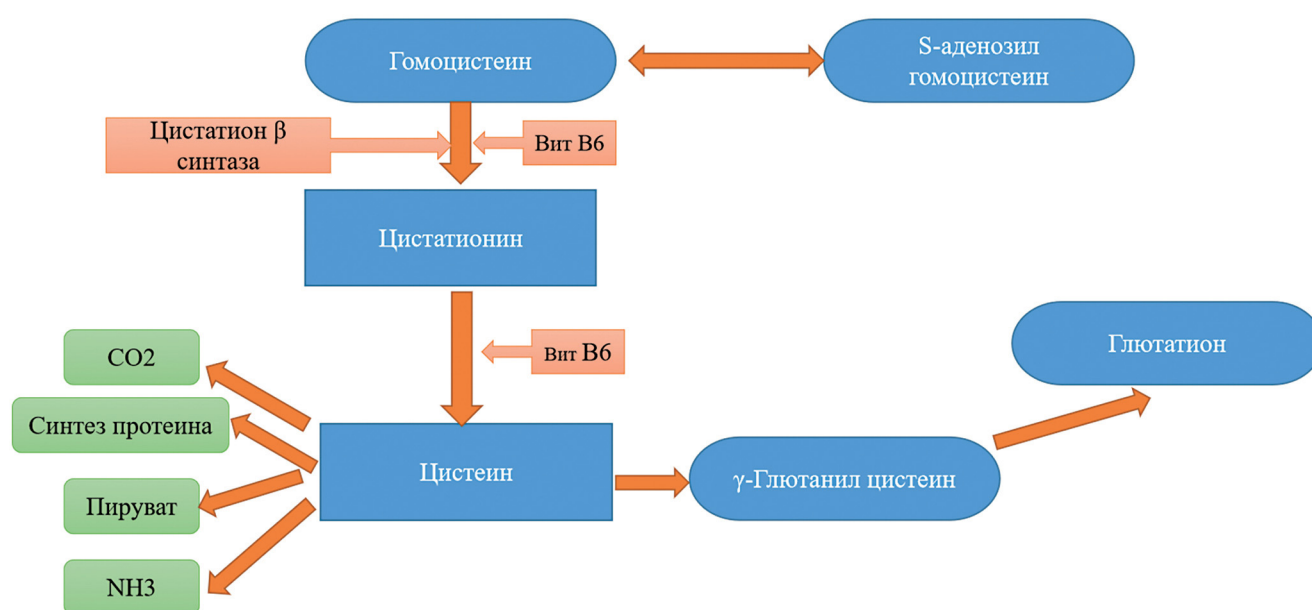 Гомоцистеин
S-аденозил
гомоцистеин
Цистатион β
синтаза
Вит В6
Цистатионин
Вит В6
CO2
Глютатион
Синтез протеина
Цистеин
γ-Глютанил цистеин
Пируват
NH3